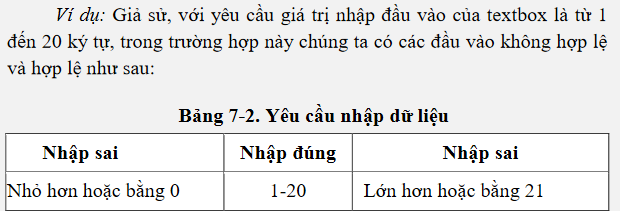 Ví dụ: Giả sử, với yêu cầu giá trị nhập đầu vào của textbox là từ 1
đến 20 ký tự, trong trường hợp này chúng ta có các đầu vào không hợp lệ
và hợp lệ như sau:
Bảng 7-2. Yêu cầu nhập dữ liệu
Nhập sai Nhập đúng Nhập sai
Nhỏ hơn hoặc bằng 0 1-20 Lớn hơn hoặc bằng 21